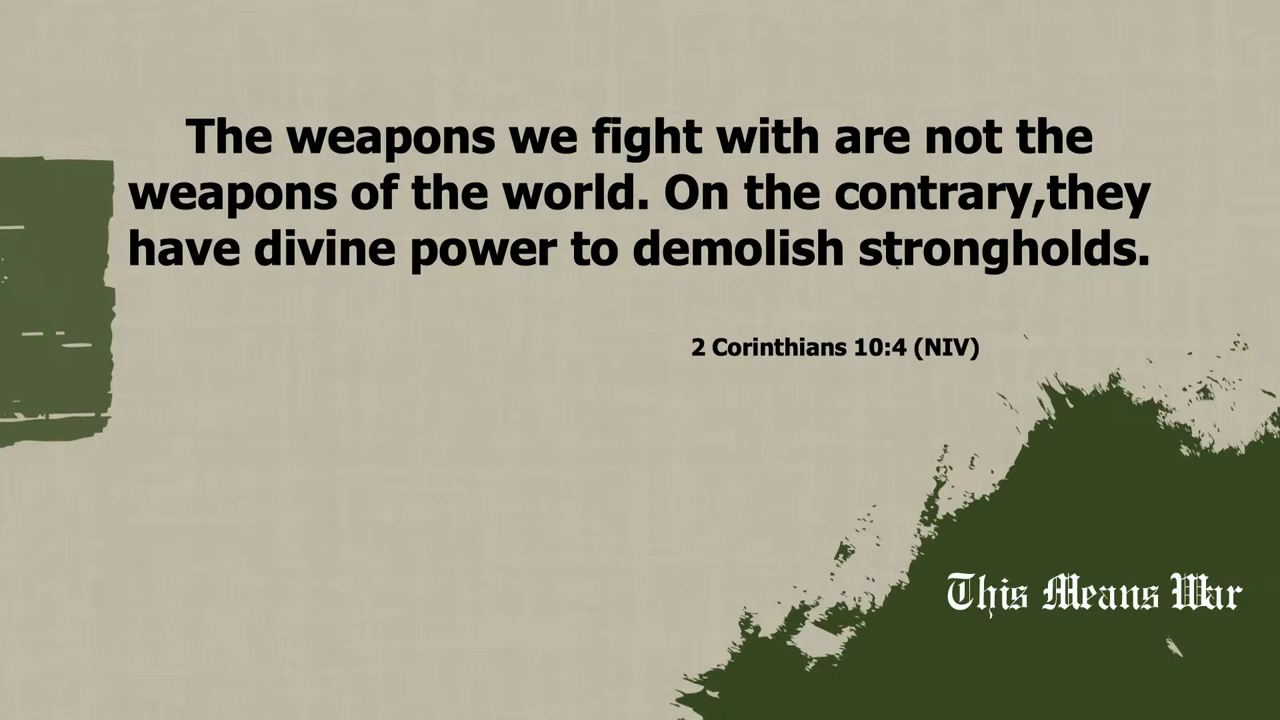 The weapons we fight with are not the
weapons of the world. On the contrary,they
have divine power to demolish strongholds.
2 Corinthians 10:4 (NIV)
This Means War